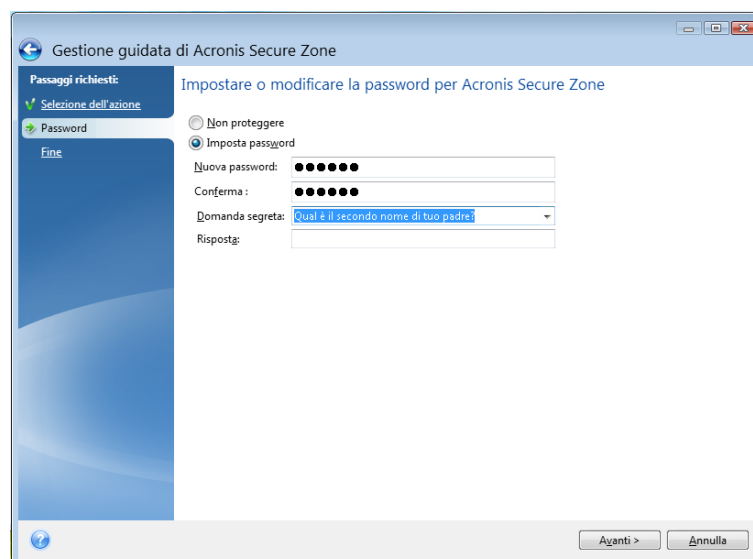 Gestione guidata di Acronis Secure Zone
Passaggi richiesti:
Selezione dell'azione
Password
Fine
Impostare o modificare la password per Acronis Secure Zone
Non proteggere
Imposta password
Nuova password: ●●●●●●
Conferma : ●●●●●●
Domanda segreta: Qual è il secondo nome di tuo padre?
Risposta:
Avanti >
Annulla